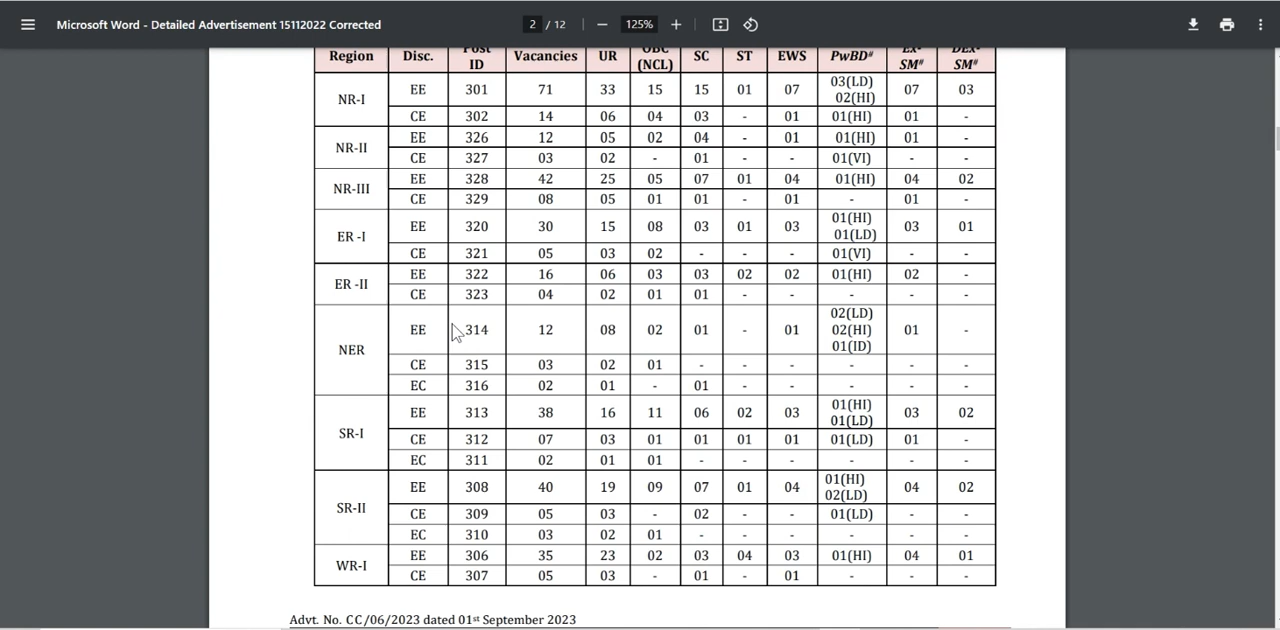 Microsoft Word - Detailed Advertisement 15112022 Corrected
2 / 12
125%
Region Disc. Post ID Vacancies UR OBC (NCL) SC ST EWS PwBD# Ex-SM# DEx-SM#
NR-I EE 301 71 33 15 15 01 07 03(LD) 02(HI) 07 03
CE 302 14 06 04 03 - 01 01(HI) 01 -
NR-II EE 326 12 05 02 04 - 01 01(HI) 01 -
CE 327 03 02 - 01 - - 01(VI) - -
NR-III EE 328 42 25 05 07 01 04 01(HI) 04 02
CE 329 08 05 01 01 - 01 - 01 -
ER -I EE 320 30 15 08 03 01 03 01(HI) 01(LD) 03 01
CE 321 05 03 02 - - - 01(VI) - -
ER -II EE 322 16 06 03 03 02 02 01(HI) 02 -
CE 323 04 02 01 01 - - - - -
NER EE 314 12 08 02 01 - 01 02(LD) 02(HI) 01(ID) 01 -
CE 315 03 02 01 - - - - - -
EC 316 02 01 - 01 - - - - -
SR-I EE 313 38 16 11 06 02 03 01(HI) 01(LD) 03 02
CE 312 07 03 01 01 01 01 01(LD) 01 -
EC 311 02 01 01 - - - - - -
SR-II EE 308 40 19 09 07 01 04 01(HI) 02(LD) 04 02
CE 309 05 03 - 02 - - 01(LD) - -
EC 310 03 02 01 - - - - - -
WR-I EE 306 35 23 02 03 04 03 01(HI) 04 01
CE 307 05 03 - 01 - 01 - - -
Advt. No. CC/06/2023 dated 01st September 2023